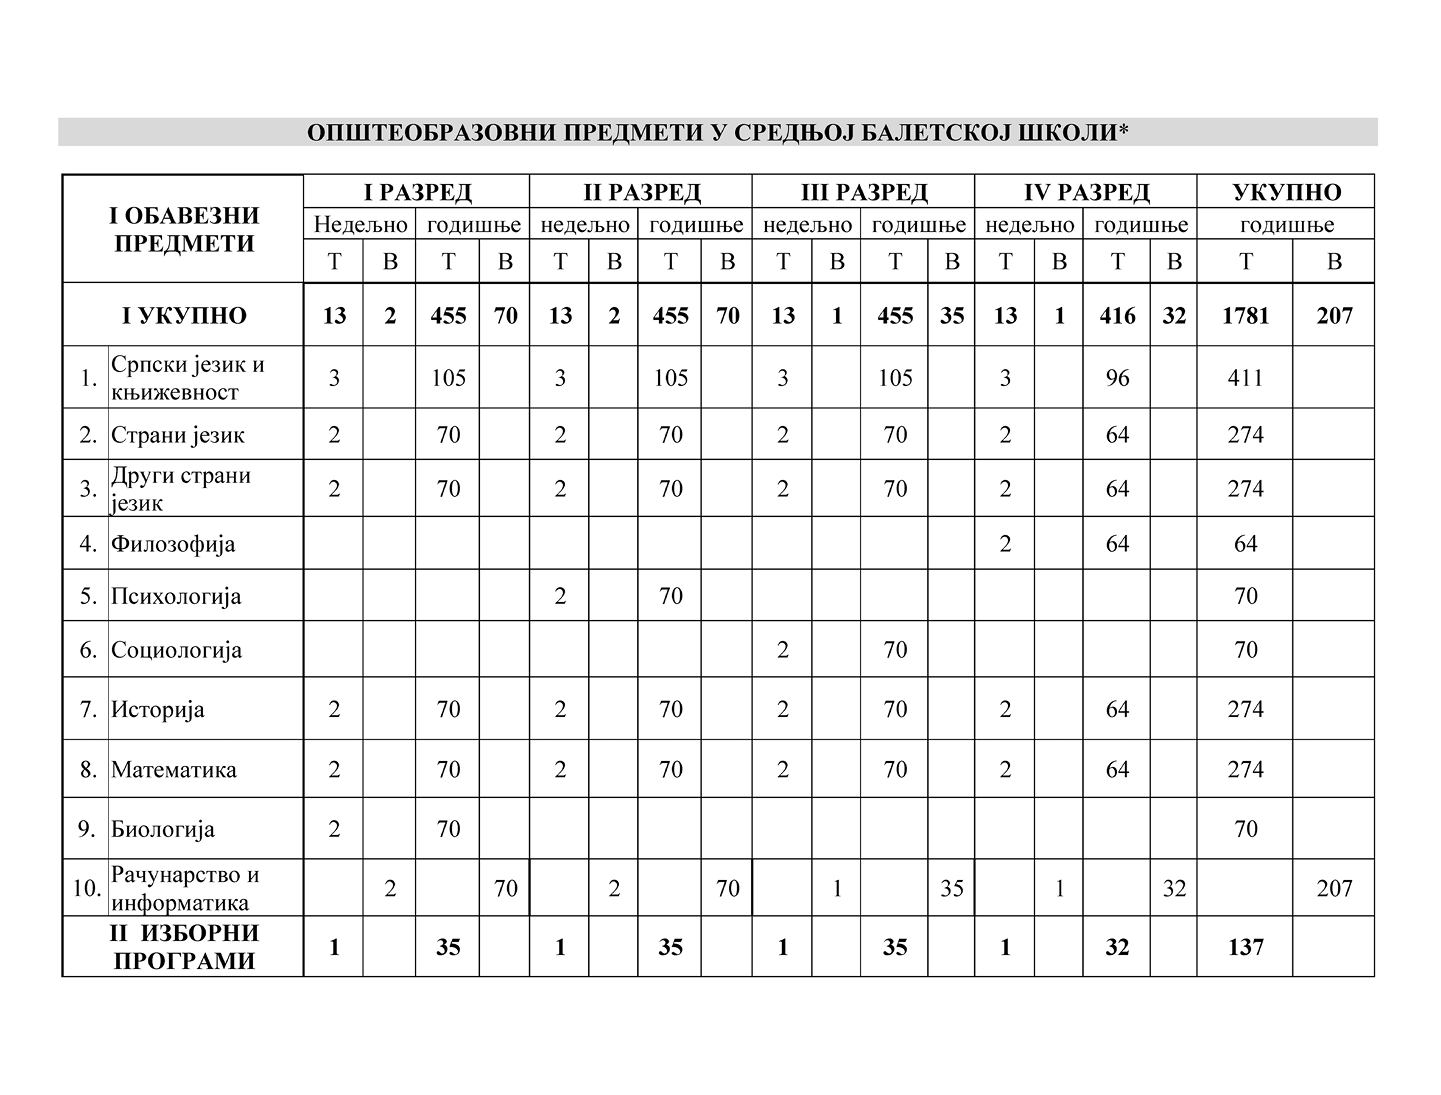 ОПШТЕОБРАЗОВНИ ПРЕДМЕТИ У СРЕДЊОЈ БАЛЕТСКОЈ ШКОЛИ*
I ОБАВЕЗНИ ПРЕДМЕТИ I РАЗРЕД II РАЗРЕД III РАЗРЕД IV РАЗРЕД УКУПНО
Недељно годишње недељно годишње недељно годишње недељно годишње годишње
Т В Т В Т В Т В Т В Т В Т В Т В Т В
I УКУПНО 13 2 455 70 13 2 455 70 13 1 455 35 13 1 416 32 1781 207
1. Српски језик и књижевност 3 105 3 105 3 105 3 96 411
2. Страни језик 2 70 2 70 2 70 2 64 274
3. Други страни језик 2 70 2 70 2 70 2 64 274
4. Филозофија 2 64 64
5. Психологија 2 70 70
6. Социологија 2 70 70
7. Историја 2 70 2 70 2 70 2 64 274
8. Математика 2 70 2 70 2 70 2 64 274
9. Биологија 2 70 70
10. Рачунарство и информатика 2 70 2 70 1 35 1 32 207
II ИЗБОРНИ ПРОГРАМИ 1 35 1 35 1 35 1 32 137